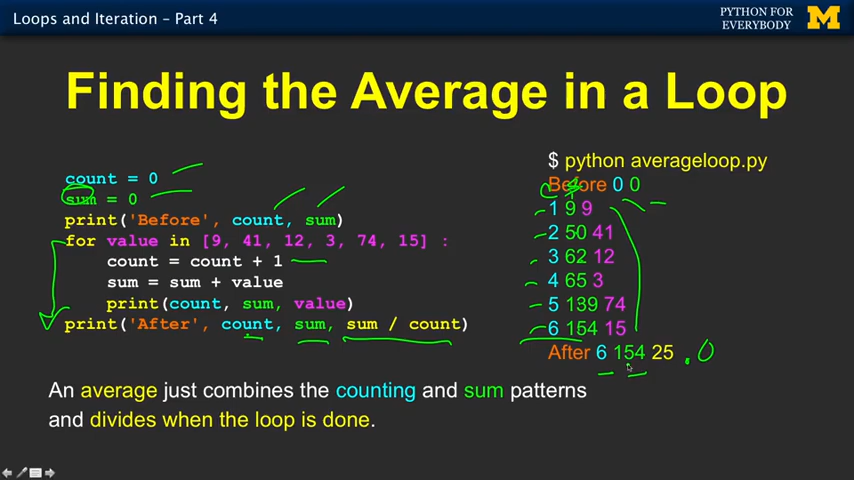 Loops and Iteration – Part 4
PYTHON FOR
EVERYBODY
M
Finding the Average in a Loop
count = 0
sum = 0
print('Before', count, sum)
for value in [9, 41, 12, 3, 74, 15] :
count = count + 1
sum = sum + value
print(count, sum, value)
print('After', count, sum, sum / count)
$ python averageloop.py
Before 0 0
1 9 9
2 50 41
3 62 12
4 65 3
5 139 74
6 154 15
After 6 154 25 .0
An average just combines the counting and sum patterns
and divides when the loop is done.